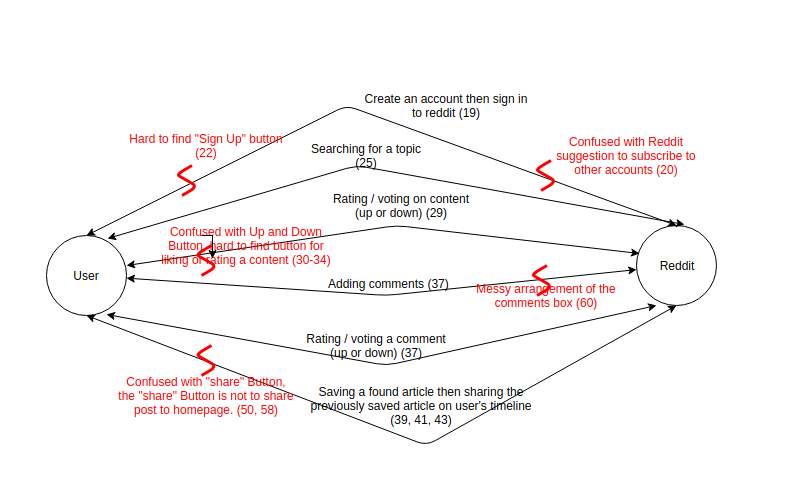 Create an account then sign in
to reddit (19)
Hard to find "Sign Up" button
(22)
Searching for a topic
(25)
Confused with Reddit
suggestion to subscribe to
other accounts (20)
Rating / voting on content
(up or down) (29)
Confused with Up and Down
Button, hard to find button for
liking or rating a content (30-34)
User
Reddit
Adding comments (37)
Messy arrangement of the
comments box (60)
Rating / voting a comment
(up or down) (37)
Confused with "share" Button,
the "share" Button is not to share
post to homepage. (50, 58)
Saving a found article then sharing the
previously saved article on user's timeline
(39, 41, 43)